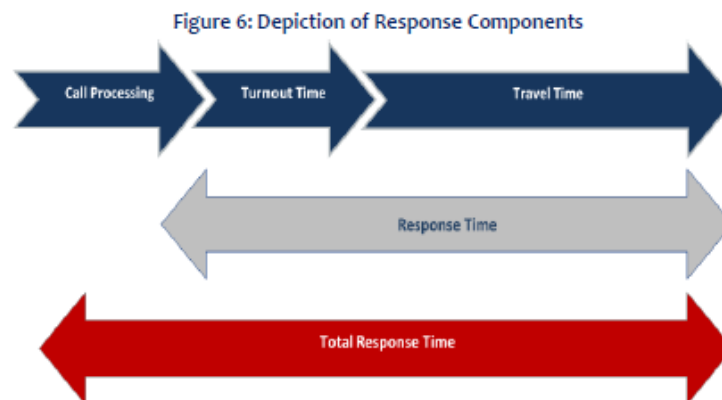 Figure 6: Depiction of Response Components
Call Processing
Turnout Time
Travel Time
Response Time
Total Response Time